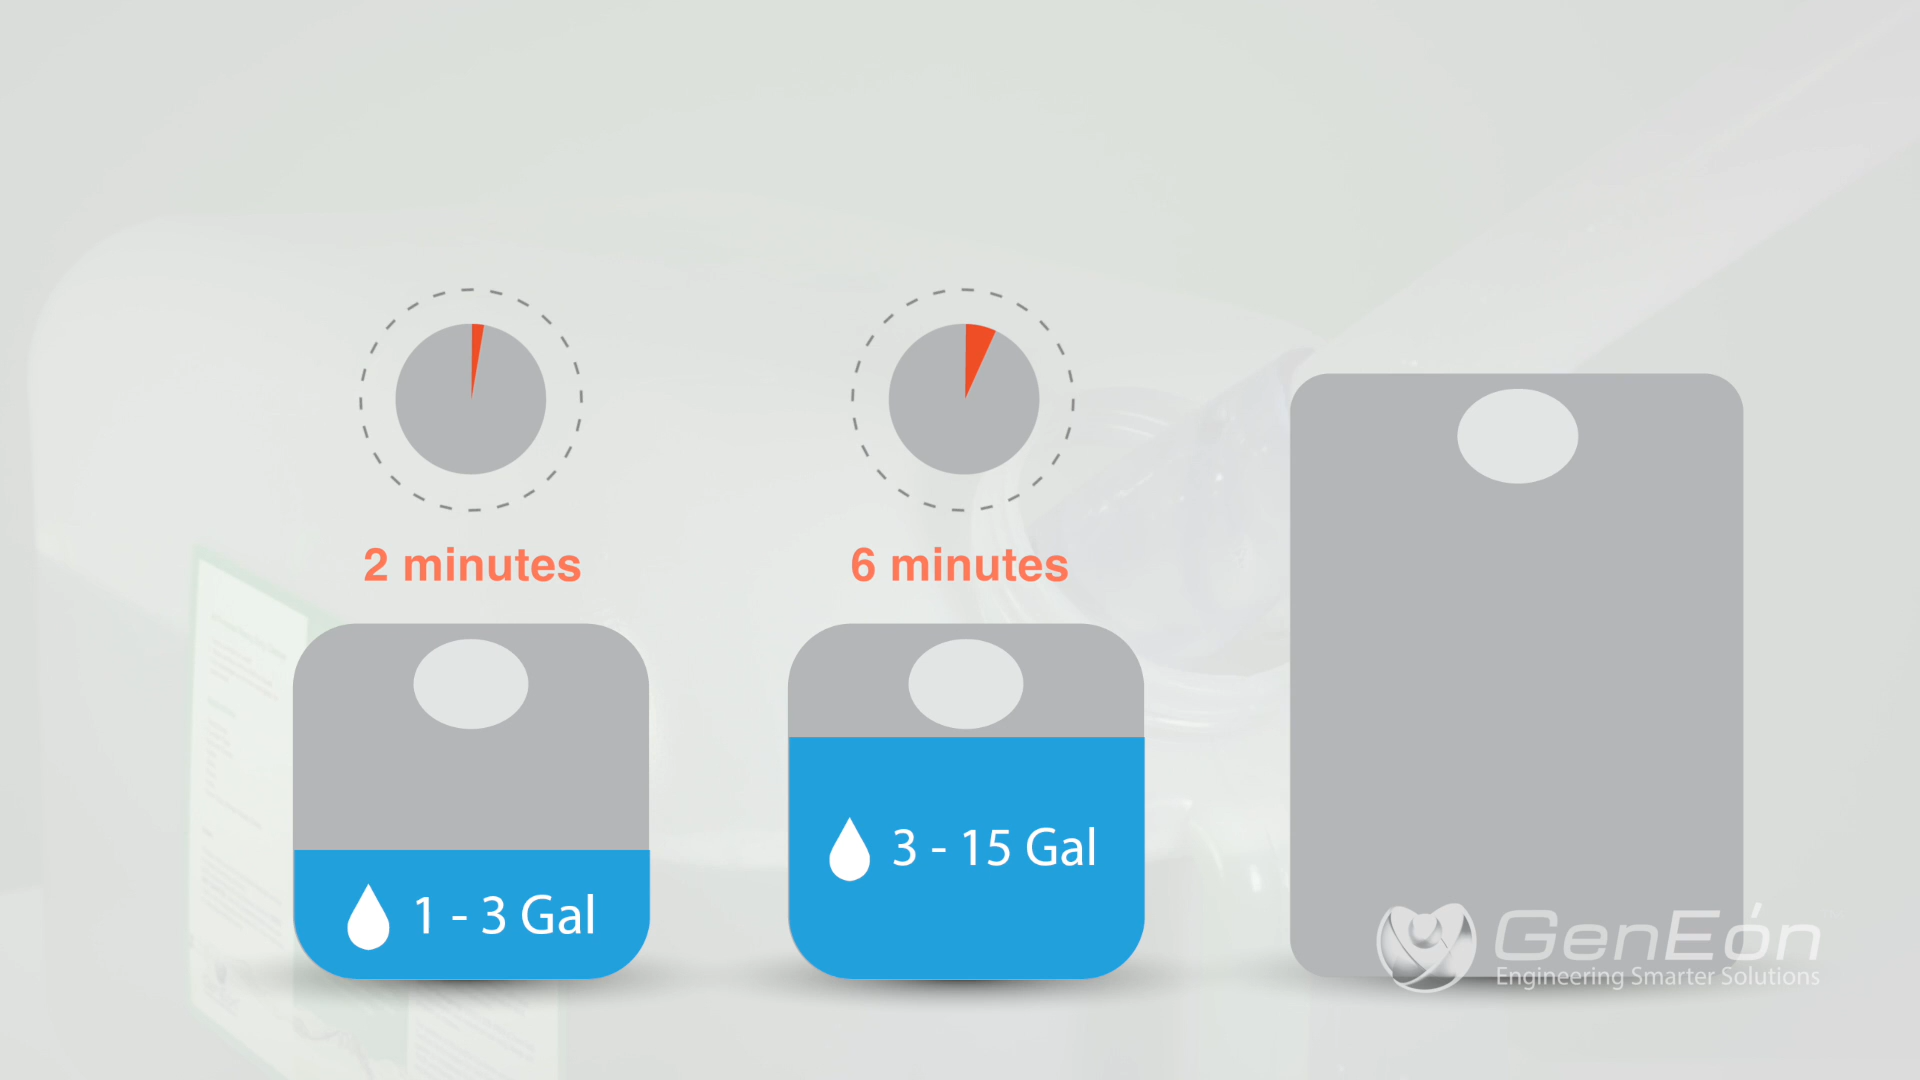 2 minutes
6 minutes
1 - 3 Gal
3 - 15 Gal
GenEón
Engineering Smarter Solutions